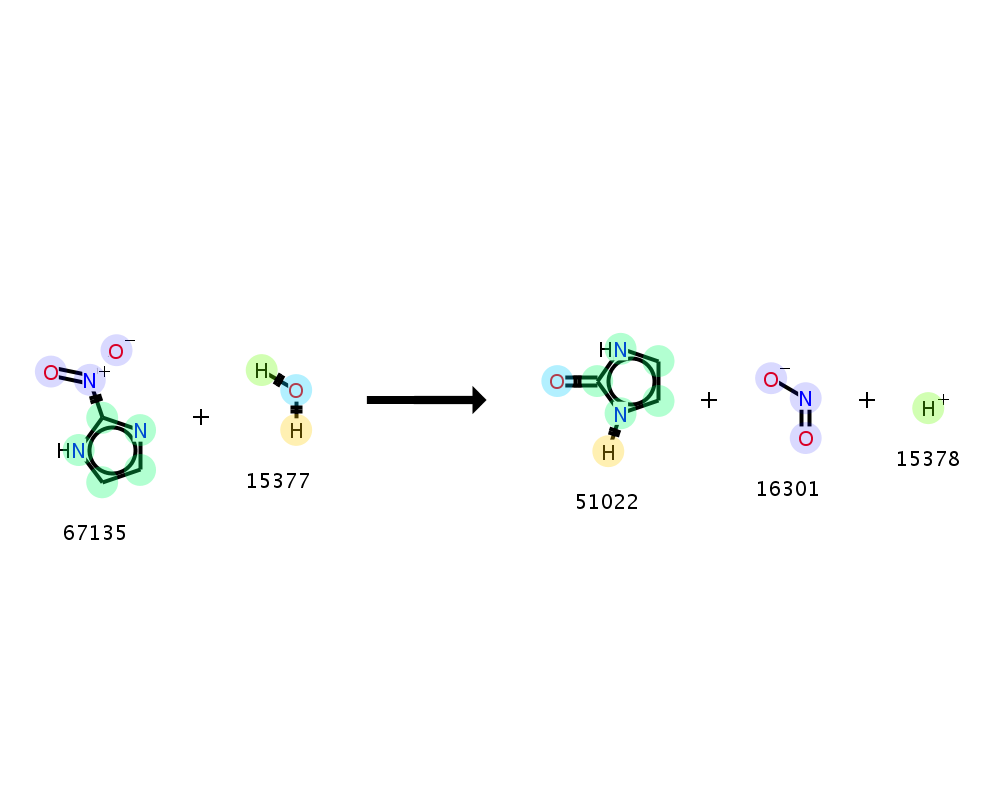 O N+ O−
HN N
67135
+
H O H
15377
O HN N H
51022
+
O− N O
16301
+
H+
15378